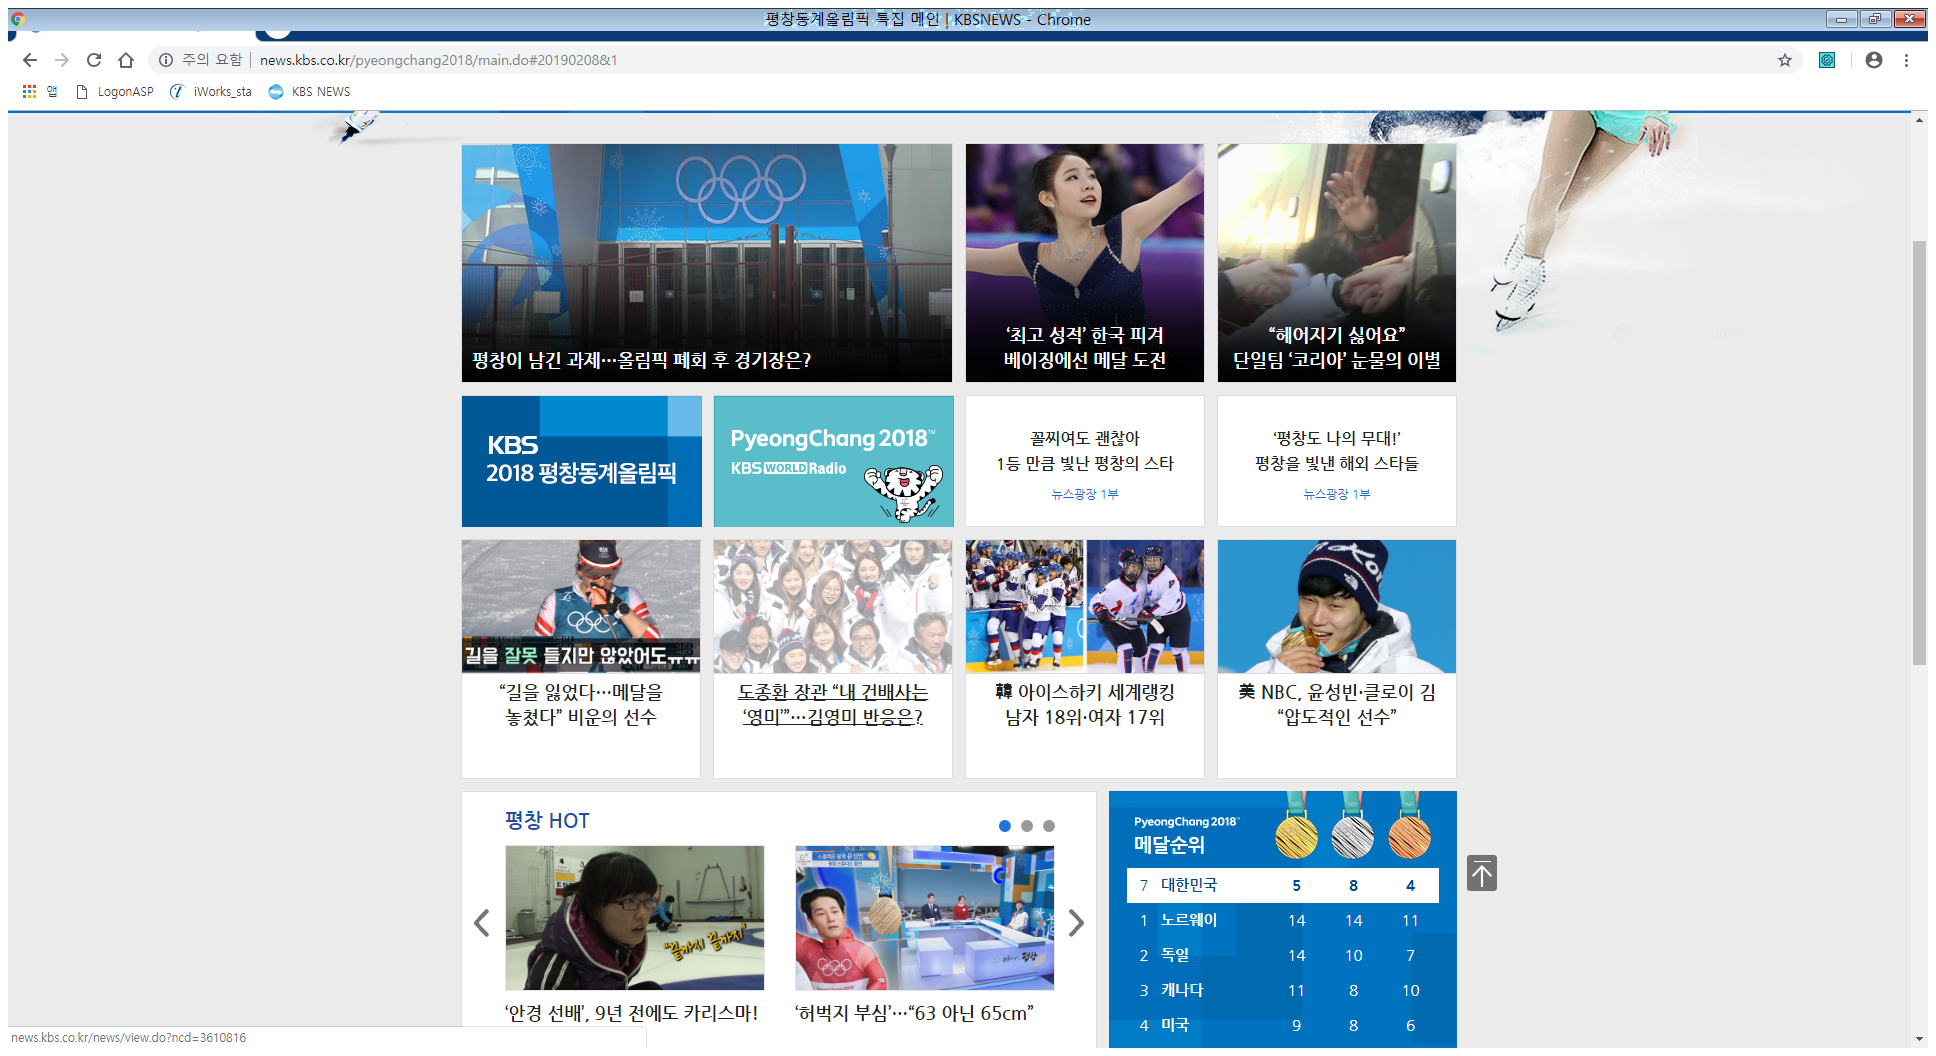 평창동계올림픽 특집 메인 | KBSNEWS - Chrome
주의 요함 | news.kbs.co.kr/pyeongchang2018/main.do#20190208&1
앱 LogonASP iWorks_sta KBS NEWS
평창이 남긴 과제…올림픽 폐회 후 경기장은?
‘최고 성적’ 한국 피겨
베이징에선 메달 도전
“헤어지기 싫어요”
단일팀 ‘코리아’ 눈물의 이별
KBS
2018 평창동계올림픽
PyeongChang 2018™
KBS WORLD Radio
꼴찌여도 괜찮아
1등 만큼 빛난 평창의 스타
뉴스광장 1부
‘평창도 나의 무대!’
평창을 빛낸 해외 스타들
뉴스광장 1부
길을 잘못 들지만 않았어도ㅠㅠ
“길을 잃었다…메달을
놓쳤다” 비운의 선수
도종환 장관 “내 건배사는
‘영미’”…김영미 반응은?
韓 아이스하키 세계랭킹
남자 18위·여자 17위
美 NBC, 윤성빈·클로이 김
“압도적인 선수”
평창 HOT
"끝까지 끝까지"
‘안경 선배’, 9년 전에도 카리스마!
‘허벅지 부심’…“63 아닌 65cm”
PyeongChang 2018™
메달순위
7 대한민국 5 8 4
1 노르웨이 14 14 11
2 독일 14 10 7
3 캐나다 11 8 10
4 미국 9 8 6
news.kbs.co.kr/news/view.do?ncd=3610816